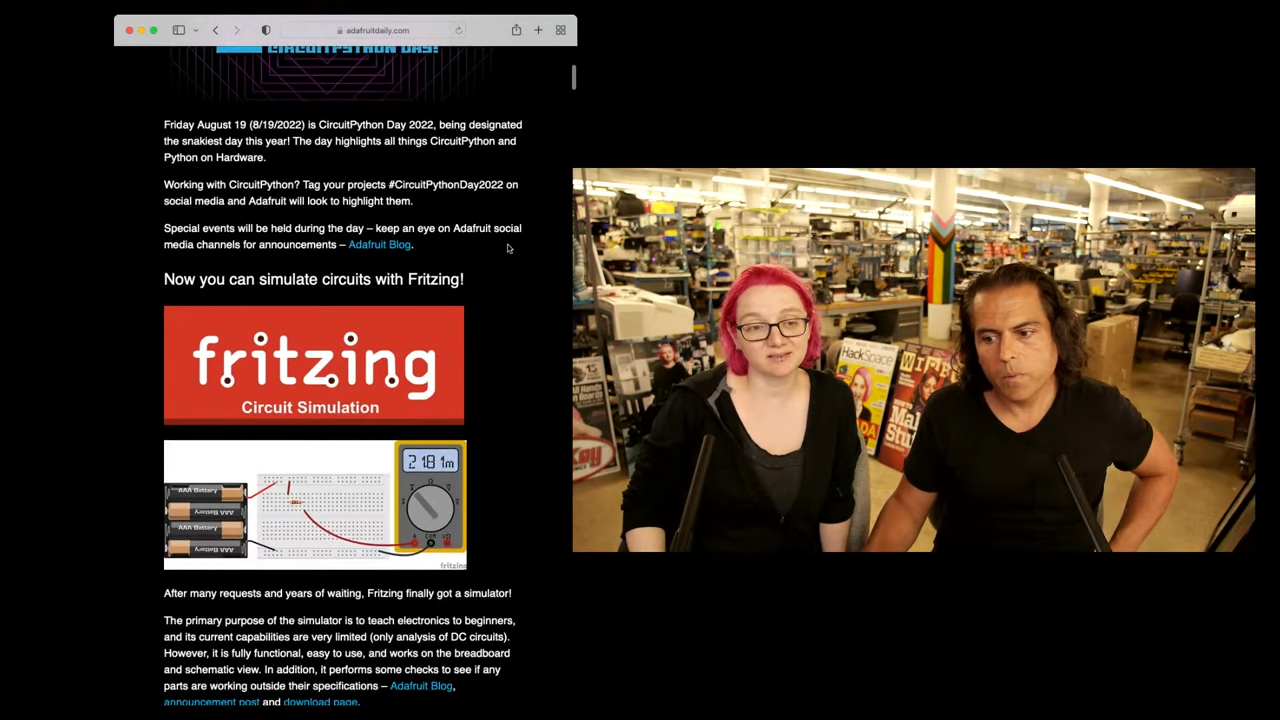 adafruitdaily.com
CIRCUITPYTHON DAY!
Friday August 19 (8/19/2022) is CircuitPython Day 2022, being designated
the snakiest day this year! The day highlights all things CircuitPython and
Python on Hardware.
Working with CircuitPython? Tag your projects #CircuitPythonDay2022 on
social media and Adafruit will look to highlight them.
Special events will be held during the day – keep an eye on Adafruit social
media channels for announcements – Adafruit Blog.
Now you can simulate circuits with Fritzing!
fritzing
Circuit Simulation
2.181m
AAA Battery
AAA Battery
AAA Battery
AAA Battery
A COM
fritzing
After many requests and years of waiting, Fritzing finally got a simulator!
The primary purpose of the simulator is to teach electronics to beginners,
and its current capabilities are very limited (only analysis of DC circuits).
However, it is fully functional, easy to use, and works on the breadboard
and schematic view. In addition, it performs some checks to see if any
parts are working outside their specifications – Adafruit Blog,
announcement post and download page.
HackSpace
WIRED